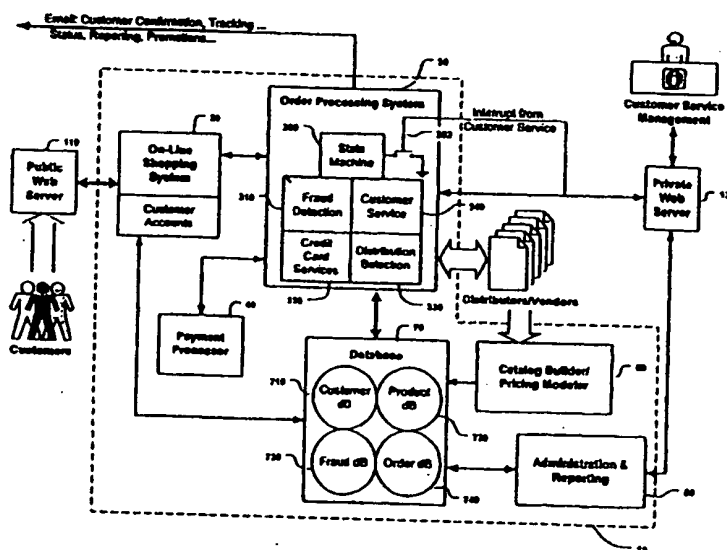 Email: Customer Confirmation, Tracking ...
Status, Reporting, Promotions...
Order Processing System
State
Machine
Interrupt from
Customer Service
Customer Service
Management
110
Public
Web
Server
On-Line
Shopping
System
Customer
Accounts
Fraud
Detection
Customer
Service
Credit
Card
Services
Distribution
Private
Web
Server
Customers
Distributors/Vendors
Payment
Processor
70
Database
Catalog Builder/
Pricing Modeler
710
Customer
dB
Product
dB
Fraud dB
Order dB
Administration &
Reporting